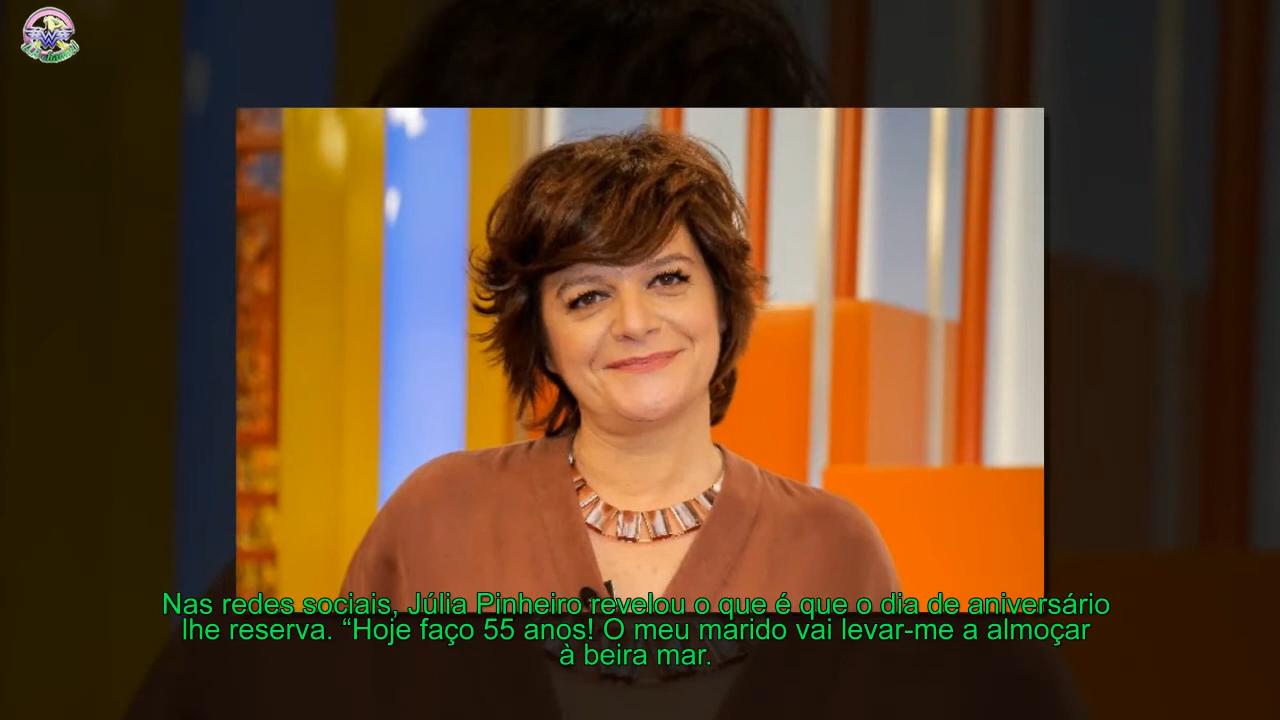 Nas redes sociais, Júlia Pinheiro revelou o que é que o dia de aniversário
lhe reserva. “Hoje faço 55 anos! O meu marido vai levar-me a almoçar
à beira mar.